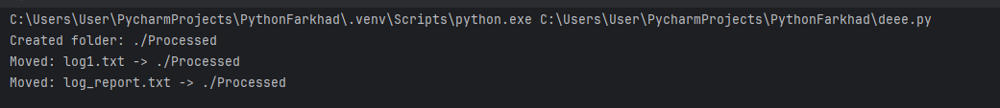 C:\Users\User\PycharmProjects\PythonFarkhad\.venv\Scripts\python.exe C:\Users\User\PycharmProjects\PythonFarkhad\deee.py
Created folder: ./Processed
Moved: log1.txt -> ./Processed
Moved: log_report.txt -> ./Processed